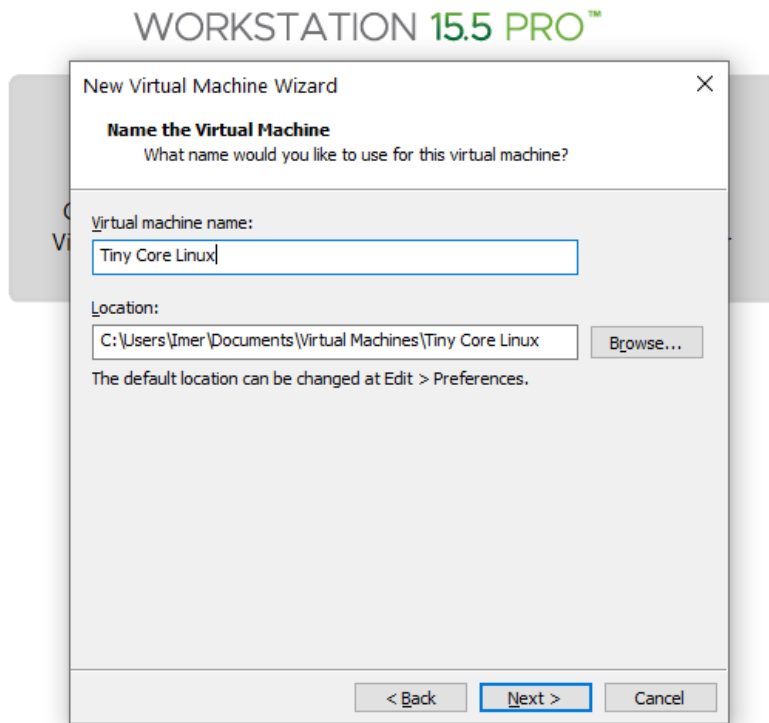 WORKSTATION 15.5 PRO™
New Virtual Machine Wizard
Name the Virtual Machine
What name would you like to use for this virtual machine?
Virtual machine name:
Tiny Core Linux
Location:
C:\Users\Imer\Documents\Virtual Machines\Tiny Core Linux
Browse...
The default location can be changed at Edit > Preferences.
< Back
Next >
Cancel